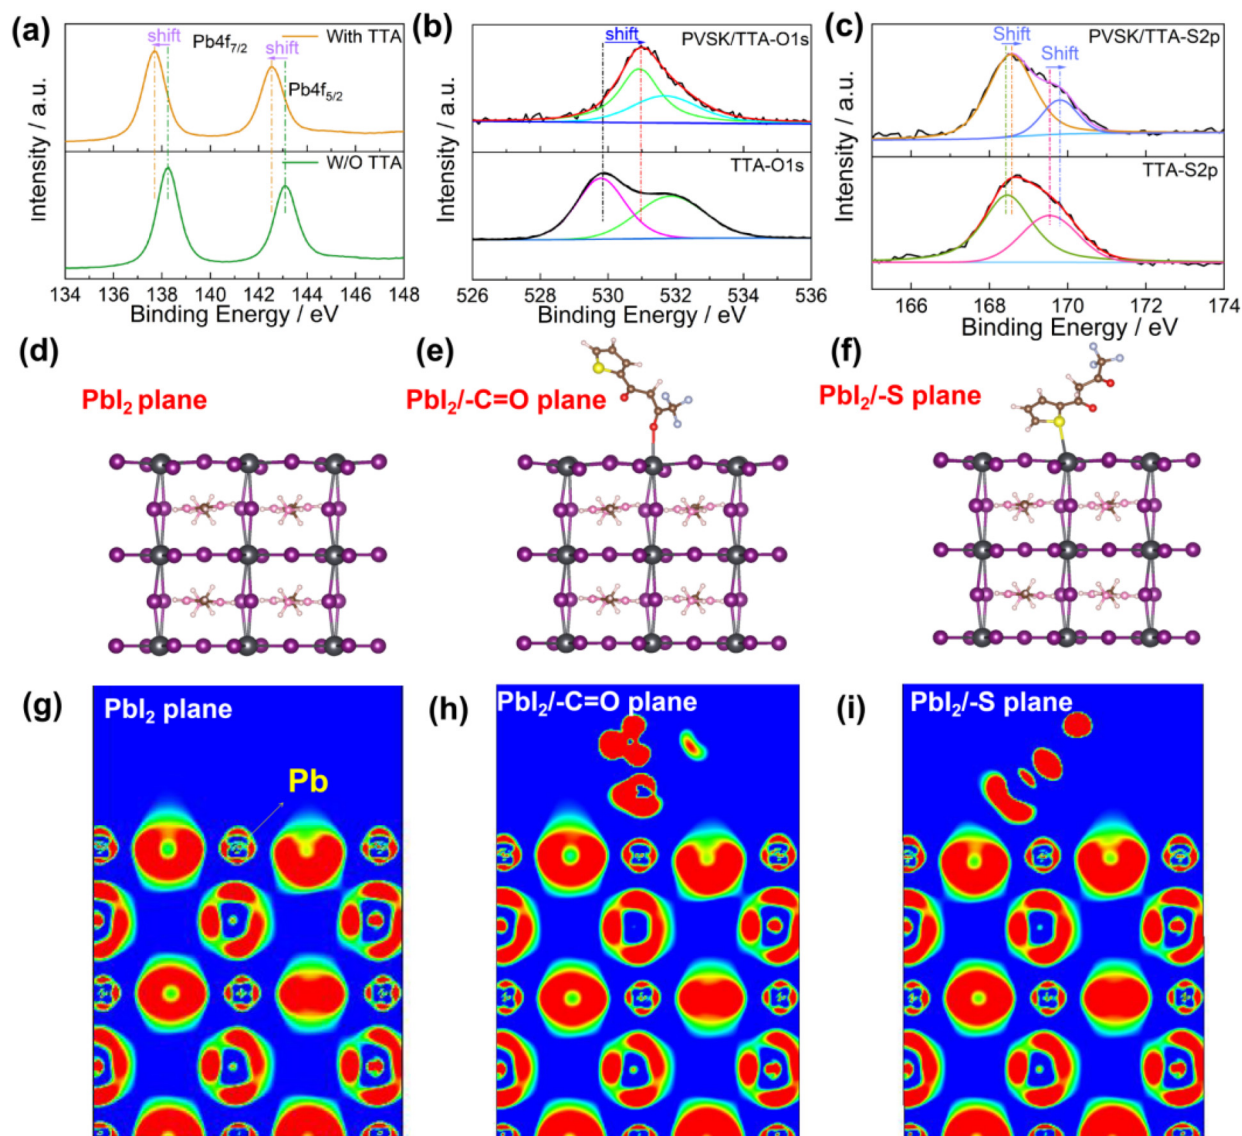 (a)
shift
Pb4f7/2
shift
With TTA
Pb4f5/2
W/O TTA
Intensity / a.u.
134 136 138 140 142 144 146 148
Binding Energy / eV
(b)
shift
PVSK/TTA-O1s
TTA-O1s
Intensity / a.u.
526 528 530 532 534 536
Binding Energy / eV
(c)
Shift
Shift
PVSK/TTA-S2p
TTA-S2p
Intensity / a.u.
166 168 170 172 174
Binding Energy / eV
(d)
PbI2 plane
(e)
PbI2/-C=O plane
(f)
PbI2/-S plane
(g)
PbI2 plane
Pb
(h)
PbI2/-C=O plane
(i)
PbI2/-S plane